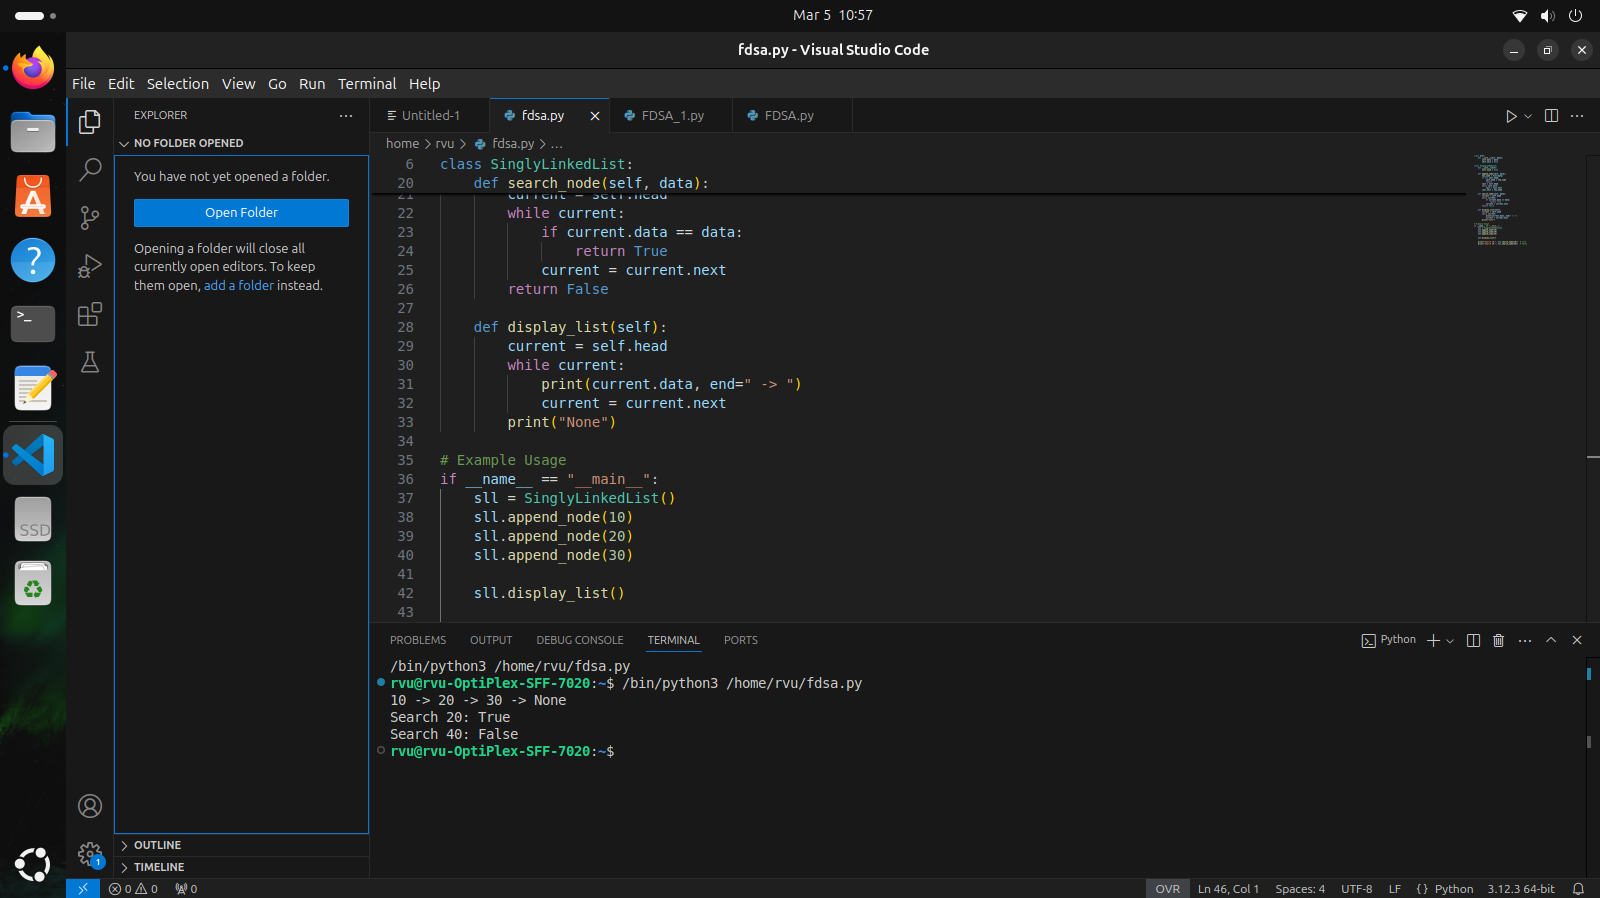 Mar 5 10:57
fdsa.py - Visual Studio Code
File Edit Selection View Go Run Terminal Help
EXPLORER
NO FOLDER OPENED
You have not yet opened a folder.
Open Folder
Opening a folder will close all
currently open editors. To keep
them open, add a folder instead.
OUTLINE
TIMELINE
Untitled-1 fdsa.py FDSA_1.py FDSA.py
home > rvu > fdsa.py > ...
6 class SinglyLinkedList:
20 def search_node(self, data):
21 current = self.head
22 while current:
23 if current.data == data:
24 return True
25 current = current.next
26 return False
27
28 def display_list(self):
29 current = self.head
30 while current:
31 print(current.data, end=" -> ")
32 current = current.next
33 print("None")
34
35 # Example Usage
36 if __name__ == "__main__":
37 sll = SinglyLinkedList()
38 sll.append_node(10)
39 sll.append_node(20)
40 sll.append_node(30)
41
42 sll.display_list()
43
PROBLEMS OUTPUT DEBUG CONSOLE TERMINAL PORTS
Python
/bin/python3 /home/rvu/fdsa.py
rvu@rvu-OptiPlex-SFF-7020:~$ /bin/python3 /home/rvu/fdsa.py
10 -> 20 -> 30 -> None
Search 20: True
Search 40: False
rvu@rvu-OptiPlex-SFF-7020:~$
SSD
1
0 0 0
OVR Ln 46, Col 1 Spaces: 4 UTF-8 LF {} Python 3.12.3 64-bit